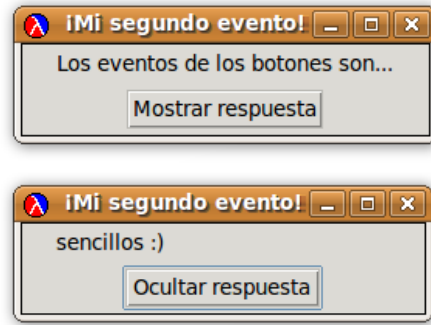 ¡Mi segundo evento!
Los eventos de los botones son...
Mostrar respuesta
¡Mi segundo evento!
sencillos :)
Ocultar respuesta